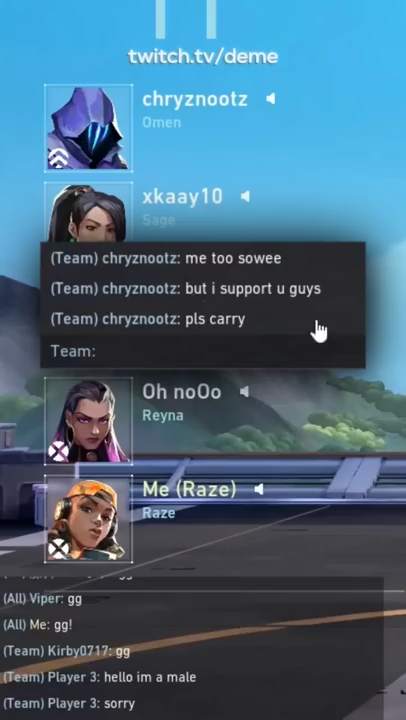 twitch.tv/deme
chryznootz
Omen
xkaay10
Sage
(Team) chryznootz: me too sowee
(Team) chryznootz: but i support u guys
(Team) chryznootz: pls carry
Team:
Oh noOo
Reyna
Me (Raze)
Raze
(All) Viper: gg
(All) Me: gg!
(Team) Kirby0717: gg
(Team) Player 3: hello im a male
(Team) Player 3: sorry